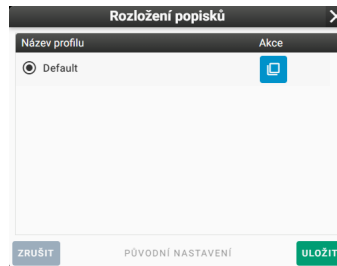 Rozložení popisků
Název profilu Akce
Default
ZRUŠIT PŮVODNÍ NASTAVENÍ ULOŽIT